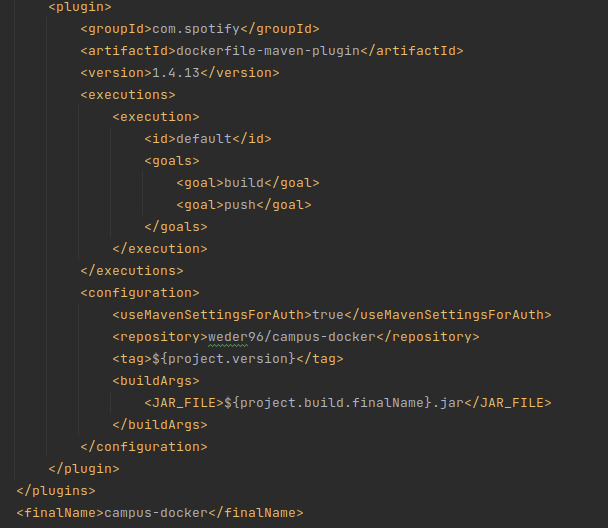 <plugin>
<groupId>com.spotify</groupId>
<artifactId>dockerfile-maven-plugin</artifactId>
<version>1.4.13</version>
<executions>
<execution>
<id>default</id>
<goals>
<goal>build</goal>
<goal>push</goal>
</goals>
</execution>
</executions>
<configuration>
<useMavenSettingsForAuth>true</useMavenSettingsForAuth>
<repository>weder96/campus-docker</repository>
<tag>${project.version}</tag>
<buildArgs>
<JAR_FILE>${project.build.finalName}.jar</JAR_FILE>
</buildArgs>
</configuration>
</plugin>
</plugins>
<finalName>campus-docker</finalName>